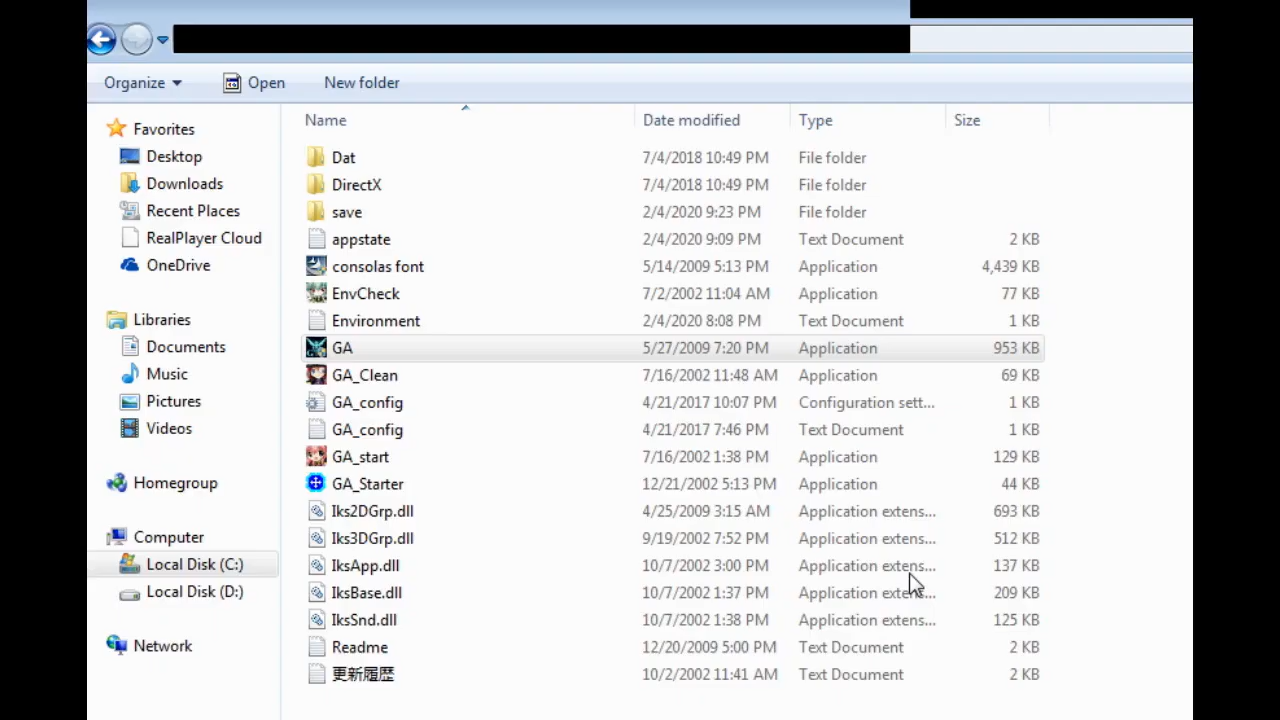 Organize Open New folder
Name Date modified Type Size
Favorites
Desktop
Downloads
Recent Places
RealPlayer Cloud
OneDrive
Libraries
Documents
Music
Pictures
Videos
Homegroup
Computer
Local Disk (C:)
Local Disk (D:)
Network
Dat 7/4/2018 10:49 PM File folder
DirectX 7/4/2018 10:49 PM File folder
save 2/4/2020 9:23 PM File folder
appstate 2/4/2020 9:09 PM Text Document 2 KB
consolas font 5/14/2009 5:13 PM Application 4,439 KB
EnvCheck 7/2/2002 11:04 AM Application 77 KB
Environment 2/4/2020 8:08 PM Text Document 1 KB
GA 5/27/2009 7:20 PM Application 953 KB
GA_Clean 7/16/2002 11:48 AM Application 69 KB
GA_config 4/21/2017 10:07 PM Configuration sett... 1 KB
GA_config 4/21/2017 7:46 PM Text Document 1 KB
GA_start 7/16/2002 1:38 PM Application 129 KB
GA_Starter 12/21/2002 5:13 PM Application 44 KB
Iks2DGrp.dll 4/25/2009 3:15 AM Application extens... 693 KB
Iks3DGrp.dll 9/19/2002 7:52 PM Application extens... 512 KB
IksApp.dll 10/7/2002 3:00 PM Application extens... 137 KB
IksBase.dll 10/7/2002 1:37 PM Application extens... 209 KB
IksSnd.dll 10/7/2002 1:38 PM Application extens... 125 KB
Readme 12/20/2009 5:00 PM Text Document 2 KB
更新履歴 10/2/2002 11:41 AM Text Document 2 KB